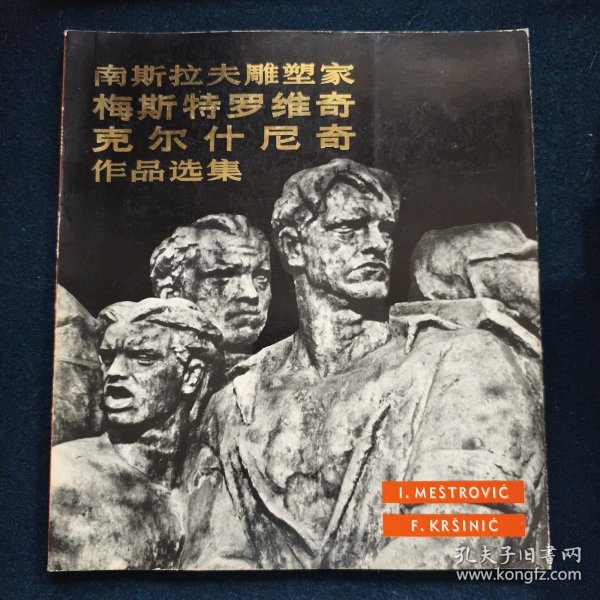 南斯拉夫雕塑家
梅斯特罗维奇
克尔什尼奇
作品选集
I. MEŠTROVIĆ
F. KRŠINIĆ
孔夫子旧书网
www.kongfz.com